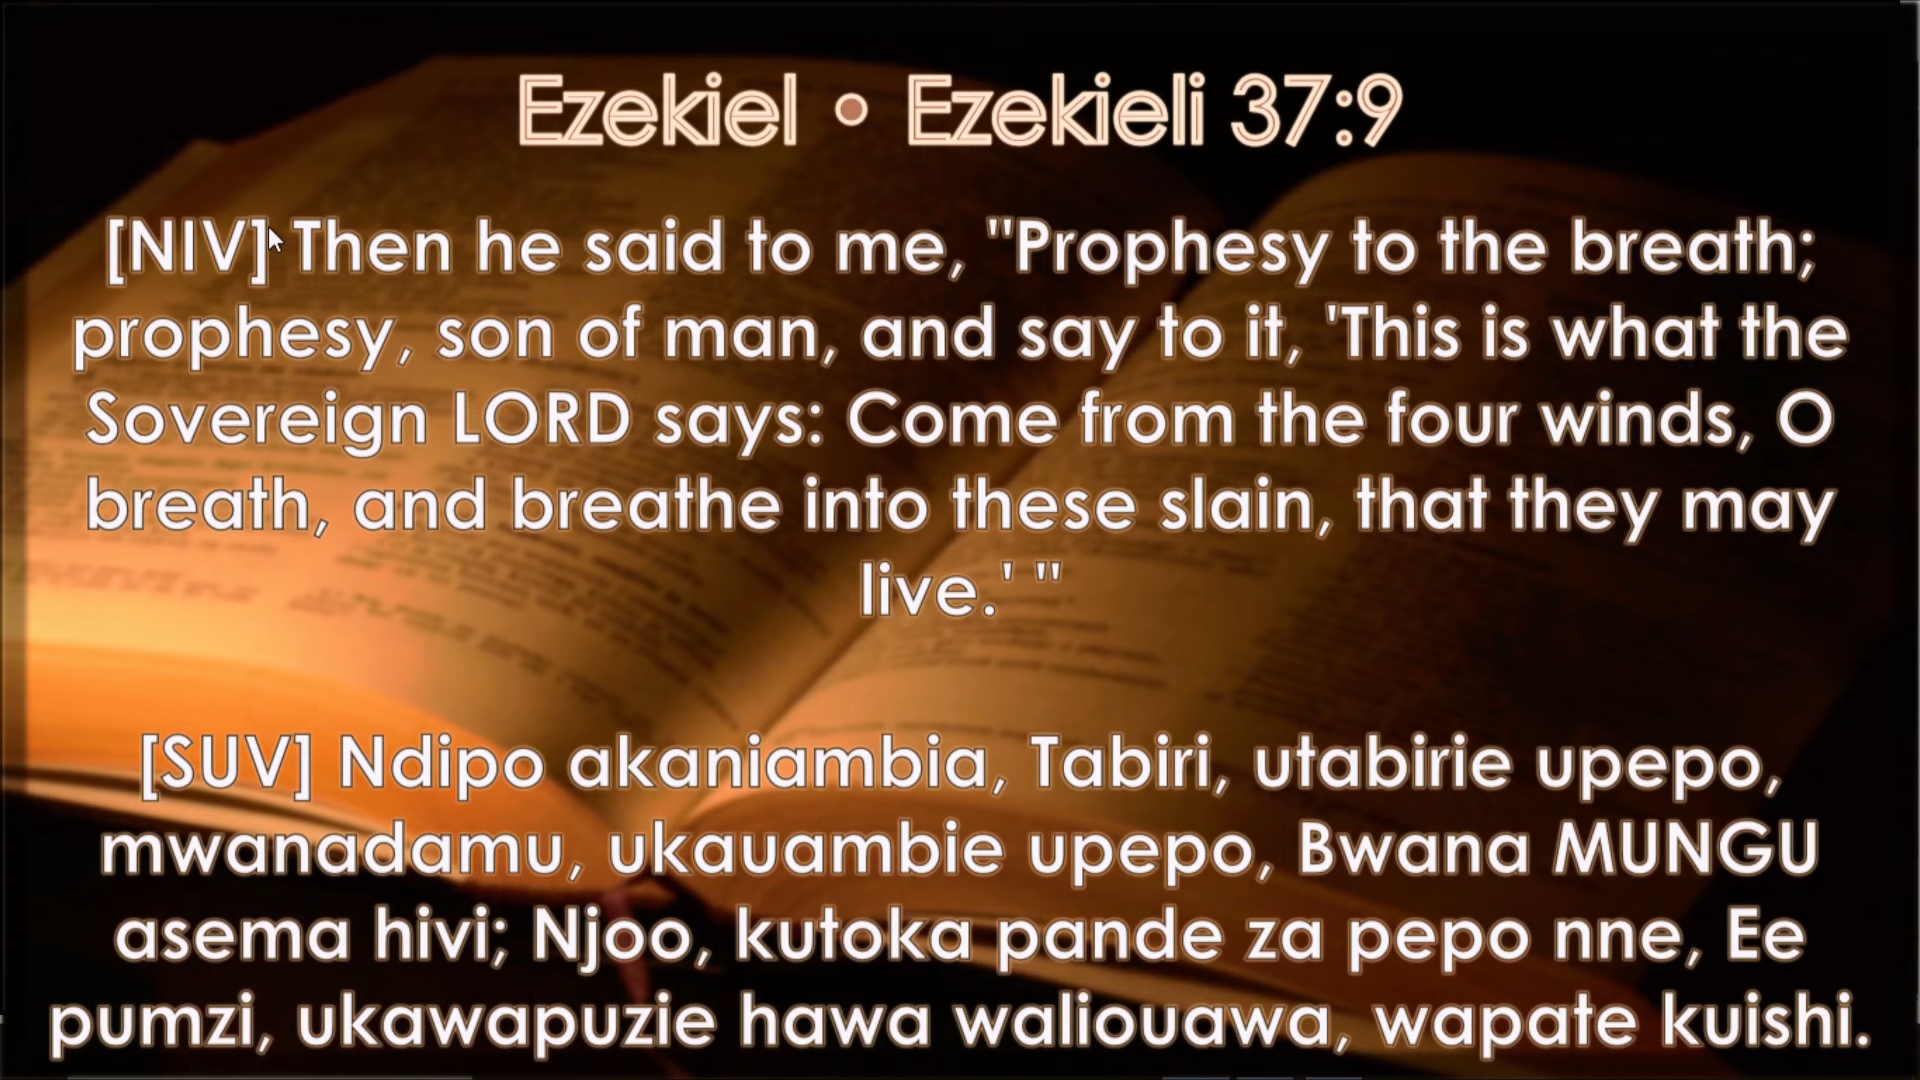 Ezekiel • Ezekieli 37:9
[NIV] Then he said to me, "Prophesy to the breath;
prophesy, son of man, and say to it, 'This is what the
Sovereign LORD says: Come from the four winds, O
breath, and breathe into these slain, that they may
live.' "
[SUV] Ndipo akaniambia, Tabiri, utabirie upepo,
mwanadamu, ukauambie upepo, Bwana MUNGU
asema hivi; Njoo, kutoka pande za pepo nne, Ee
pumzi, ukawapuzie hawa waliouawa, wapate kuishi.